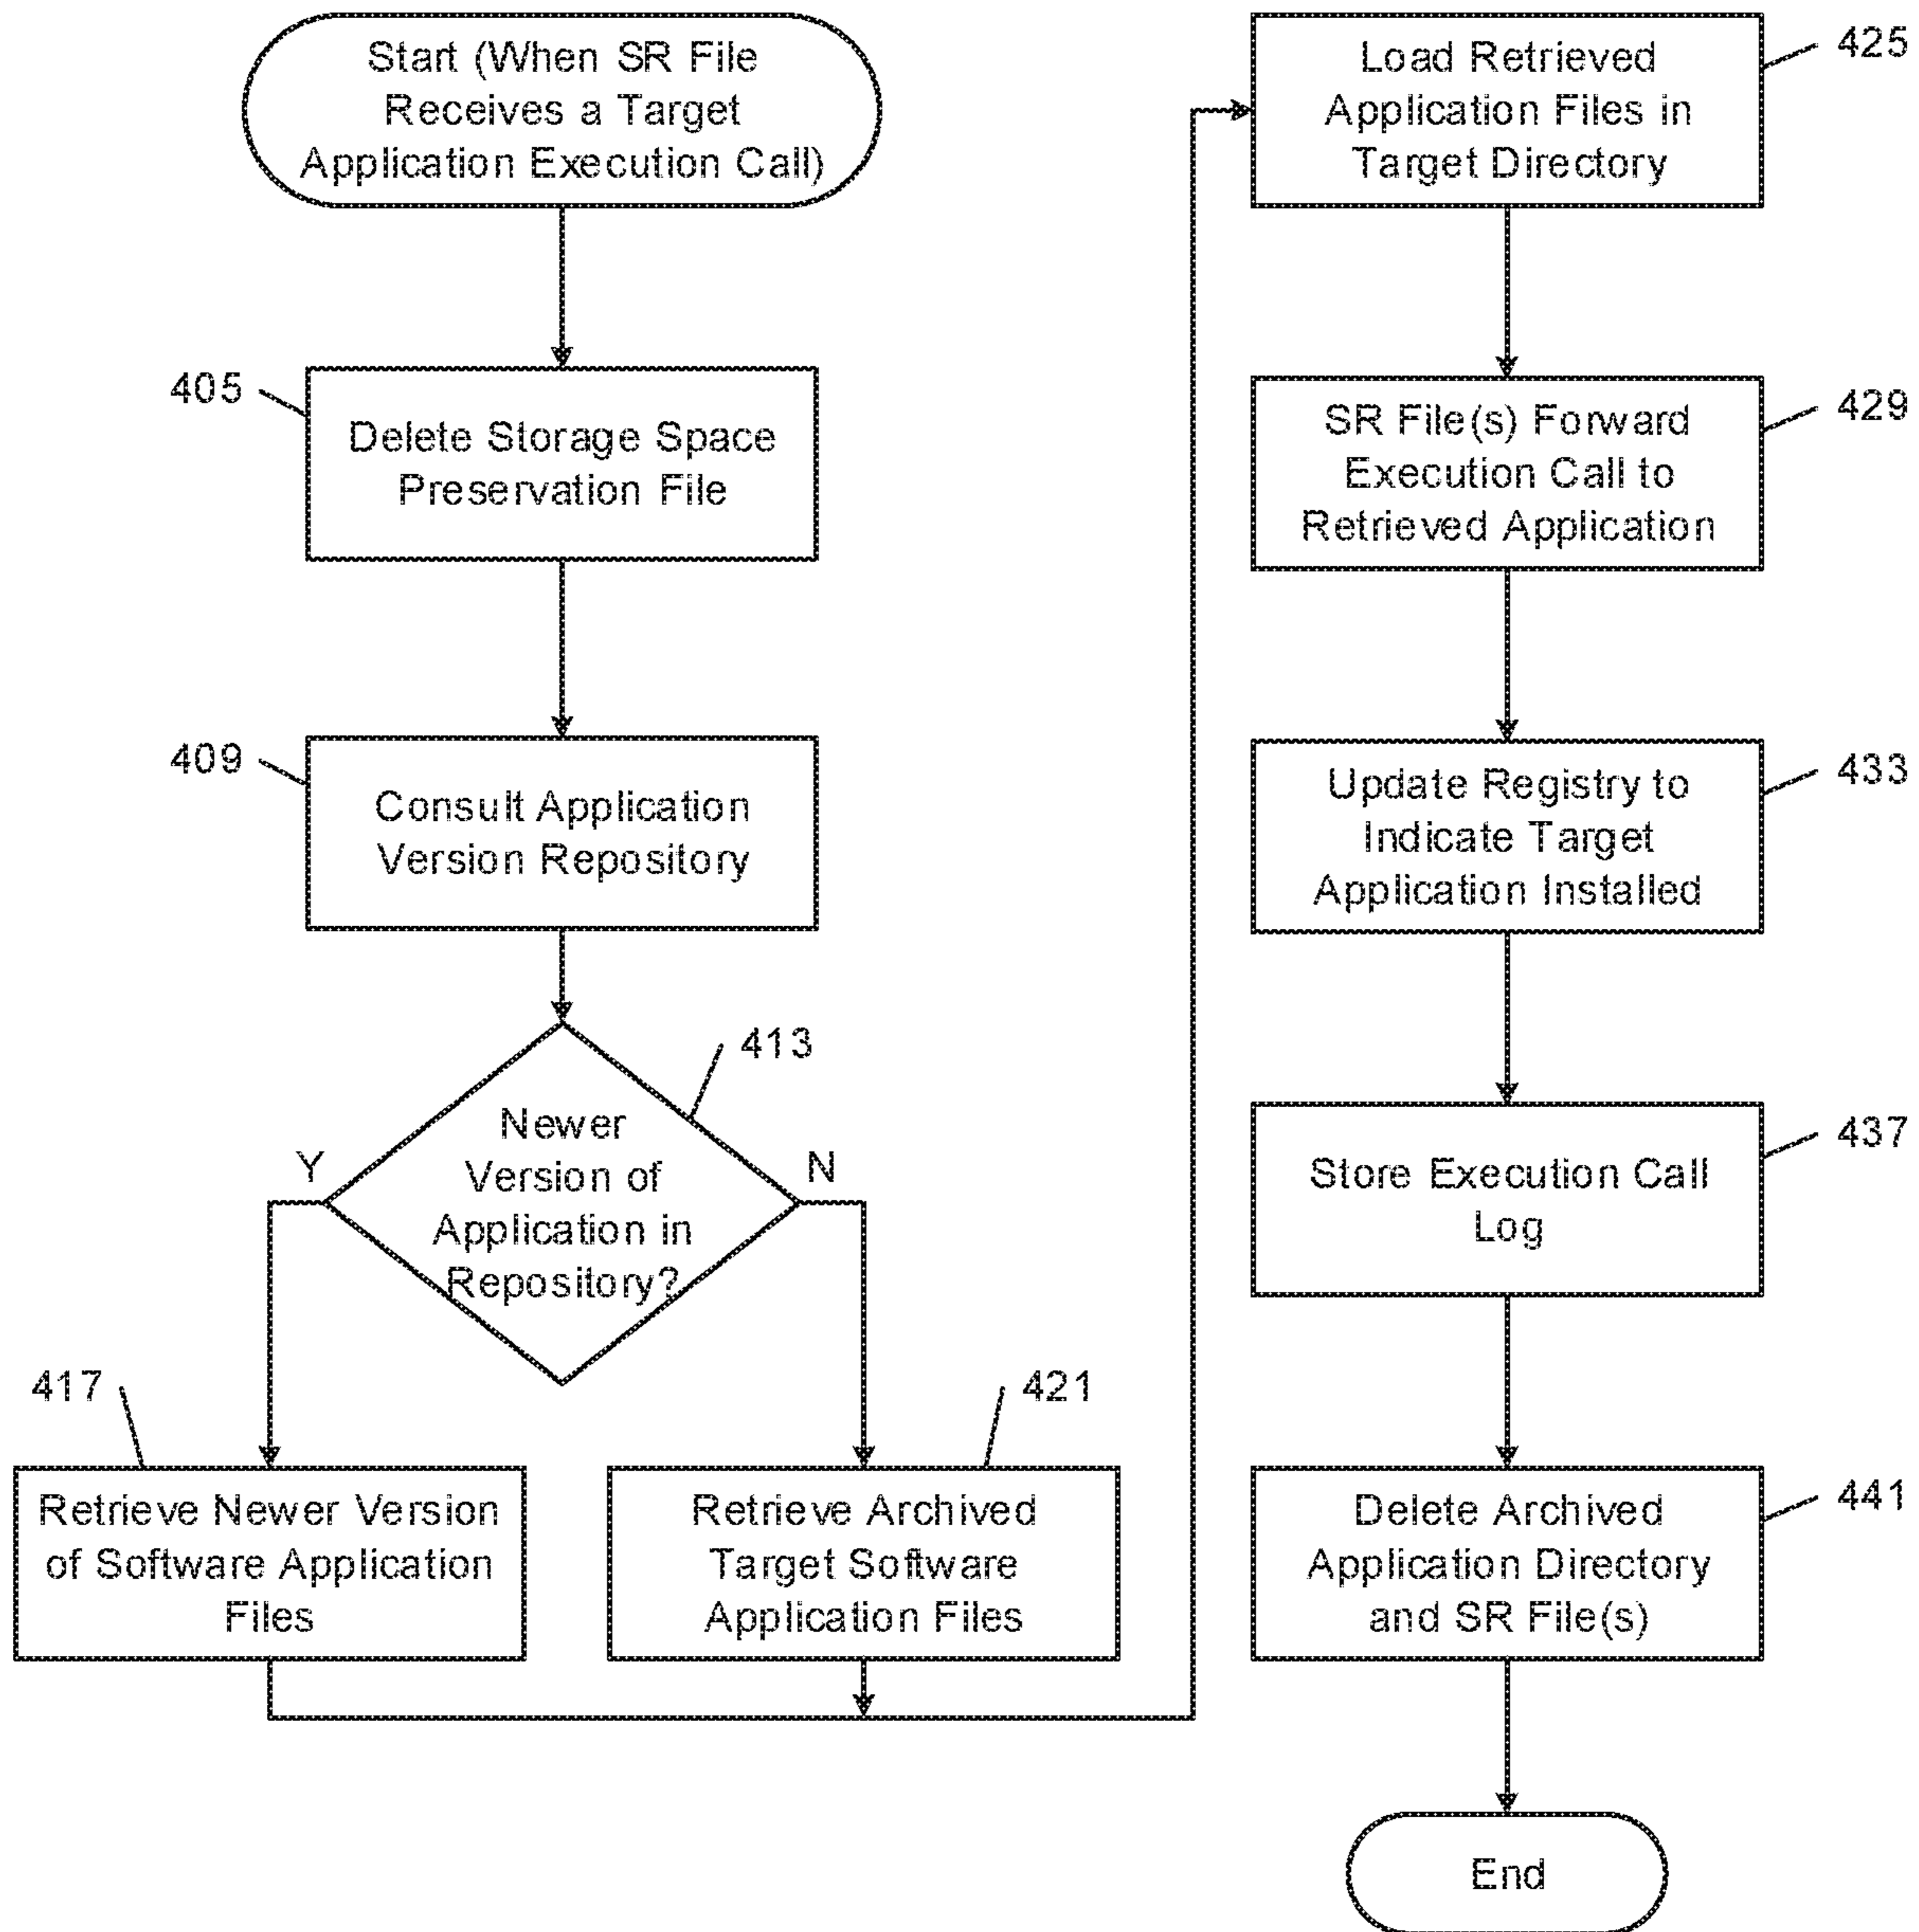 Start (When SR File
Receives a Target
Application Execution Call)
405
Delete Storage Space
Preservation File
409
Consult Application
Version Repository
413
Newer
Version of
Application in
Repository?
Y
N
417
Retrieve Newer Version
of Software Application
Files
421
Retrieve Archived
Target Software
Application Files
425
Load Retrieved
Application Files in
Target Directory
429
SR File(s) Forward
Execution Call to
Retrieved Application
433
Update Registry to
Indicate Target
Application Installed
437
Store Execution Call
Log
441
Delete Archived
Application Directory
and SR File(s)
End